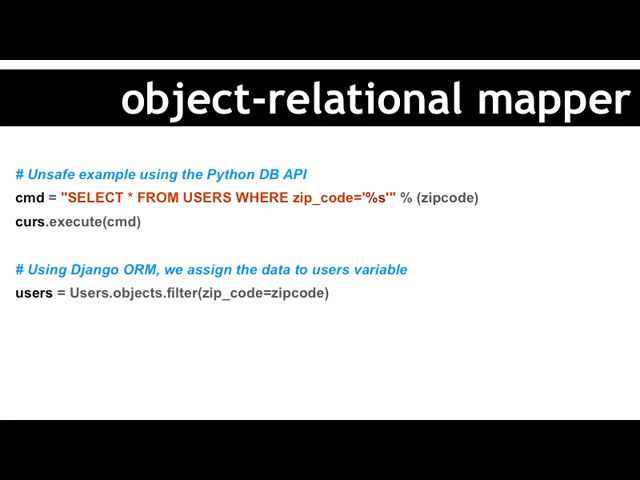 object-relational mapper
# Unsafe example using the Python DB API
cmd = "SELECT * FROM USERS WHERE zip_code='%s'" % (zipcode)
curs.execute(cmd)
# Using Django ORM, we assign the data to users variable
users = Users.objects.filter(zip_code=zipcode)